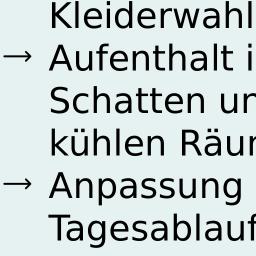 Kleiderwahl
→ Aufenthalt i
Schatten un
kühlen Räu
→ Anpassung
Tagesablauf